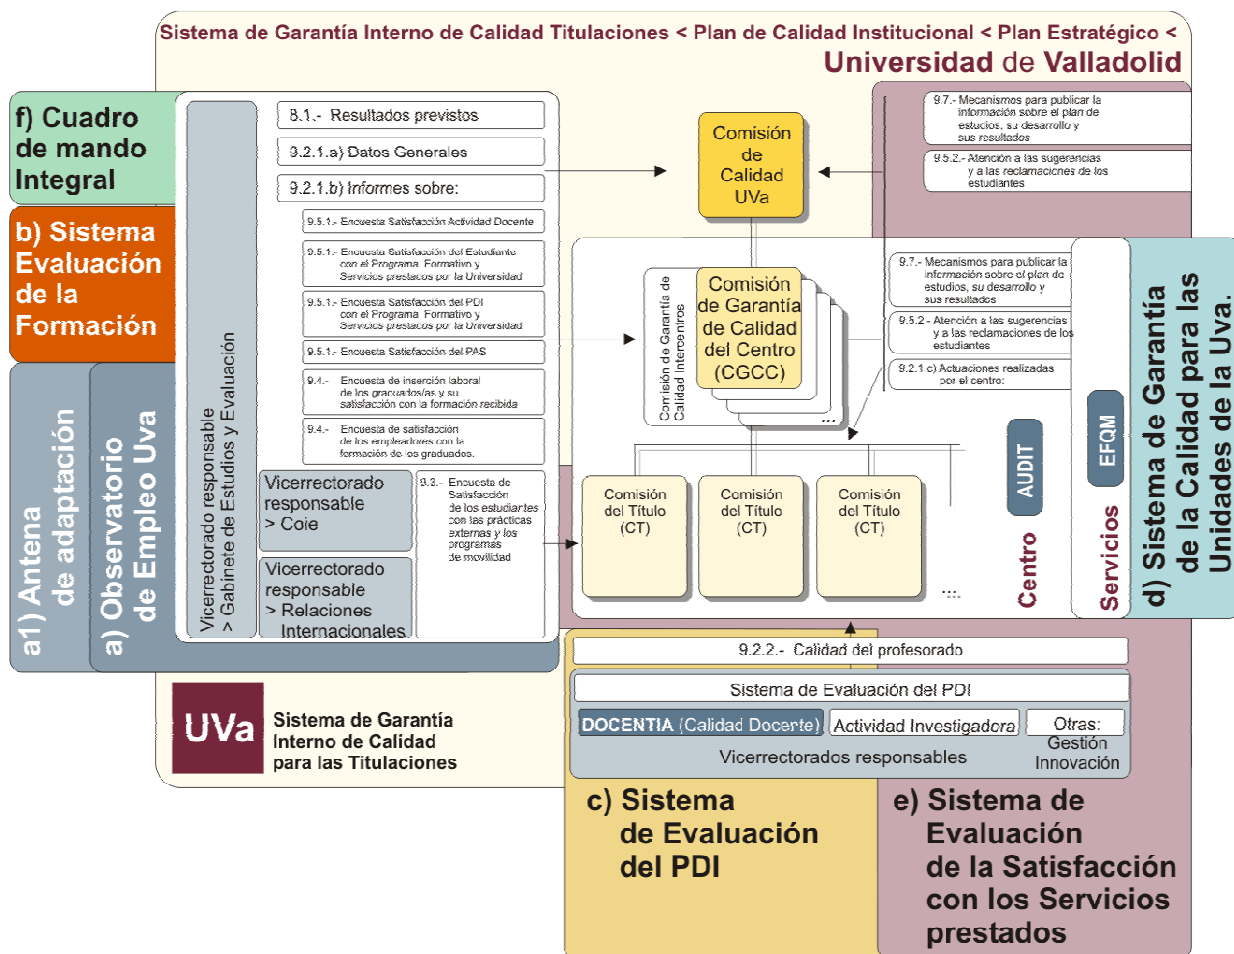 Sistema de Garantía Interno de Calidad Titulaciones < Plan de Calidad Institucional < Plan Estratégico <
Universidad de Valladolid
f) Cuadro
de mando
Integral
b) Sistema
Evaluación
de la
Formación
a1) Antena
de adaptación
a) Observatorio
de Empleo Uva
Vicerrectorado responsable
> Gabinete de Estudios y Evaluación
8.1.- Resultados previstos
9.2.1.a) Datos Generales
9.2.1.b) Informes sobre:
9.5.1.- Encuesta Satisfacción Actividad Docente
9.5.1.- Encuesta Satisfacción del Estudiante
con el Programa Formativo y
Servicios prestados por la Universidad
9.5.1.- Encuesta Satisfacción del PDI
con el Programa Formativo y
Servicios prestados por la Universidad
9.5.1.- Encuesta Satisfacción del PAS
9.4.- Encuesta de inserción laboral
de los graduados/as y su
satisfacción con la formación recibida
9.4.- Encuesta de satisfacción
de los empleadores con la
formación de los graduados.
Vicerrectorado
responsable
> Coie
Vicerrectorado
responsable
> Relaciones
Internacionales
9.3.- Encuesta de
Satisfacción
de los estudiantes
con las prácticas
externas y los
programas
de movilidad
Comisión
de
Calidad
UVa
9.7.- Mecanismos para publicar la
información sobre el plan de
estudios, su desarrollo y
sus resultados
9.5.2.- Atención a las sugerencias
y a las reclamaciones de los
estudiantes
Comisión de Garantía de
Calidad Intercentros
Comisión
de Garantía
de Calidad
del Centro
(CGCC)
...
9.7.- Mecanismos para publicar la
información sobre el plan de
estudios, su desarrollo y
sus resultados
9.5.2.- Atención a las sugerencias
y a las reclamaciones de los
estudiantes
9.2.1 c) Actuaciones realizadas
por el centro:
Comisión
del Título
(CT)
Comisión
del Título
(CT)
Comisión
del Título
(CT)
....
Centro
AUDIT
Servicios
EFQM
d) Sistema de Garantía
de la Calidad para las
Unidades de la Uva.
9.2.2.- Calidad del profesorado
Sistema de Evaluación del PDI
DOCENTIA (Calidad Docente)
Actividad Investigadora
Otras:
Gestión
Innovación
Vicerrectorados responsables
UVa
Sistema de Garantía
Interno de Calidad
para las Titulaciones
c) Sistema
de Evaluación
del PDI
e) Sistema de
Evaluación
de la Satisfacción
con los Servicios
prestados